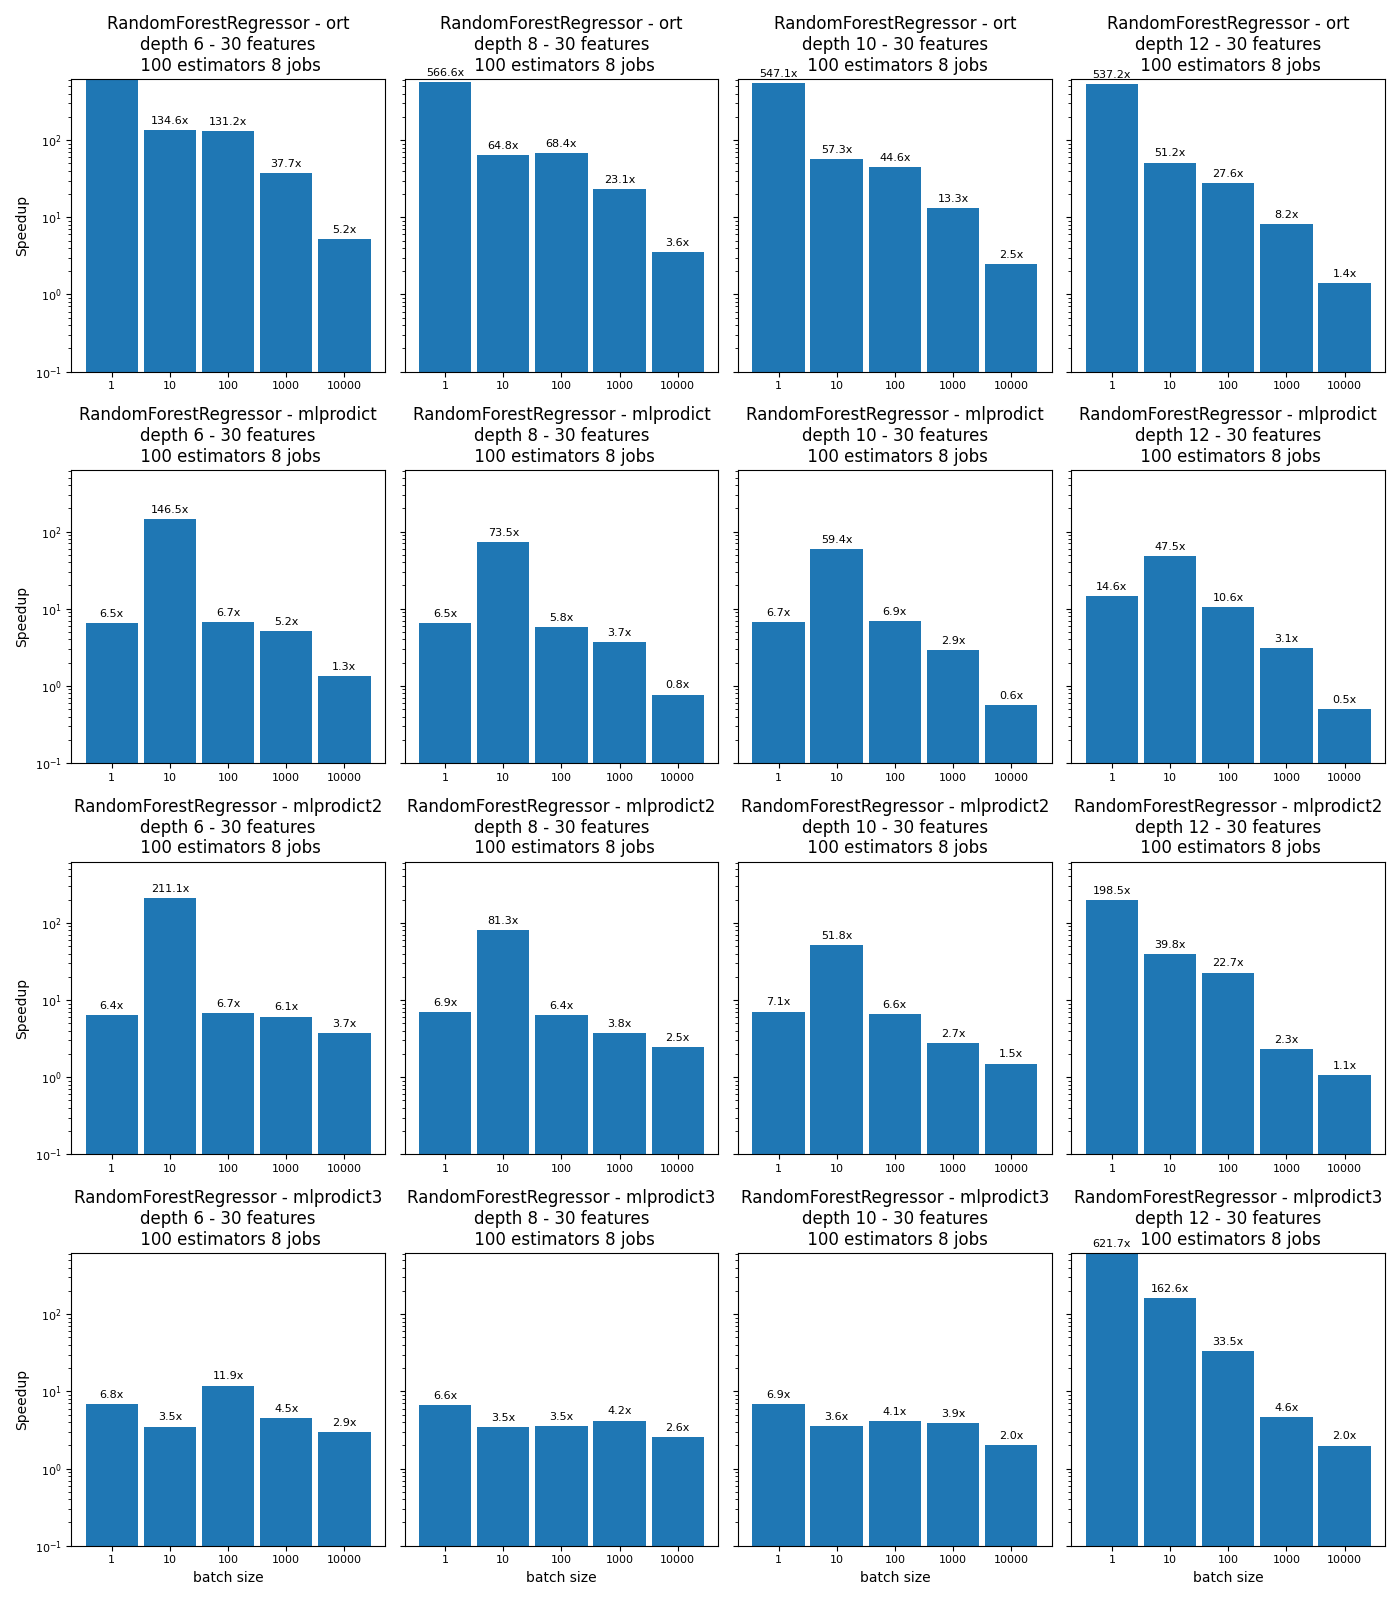 RandomForestRegressor - ort
depth 6 - 30 features
100 estimators 8 jobs
Speedup
10²
10¹
10⁰
10⁻¹
134.6x
131.2x
37.7x
5.2x
1 10 100 1000 10000
RandomForestRegressor - ort
depth 8 - 30 features
100 estimators 8 jobs
566.6x
64.8x
68.4x
23.1x
3.6x
1 10 100 1000 10000
RandomForestRegressor - ort
depth 10 - 30 features
100 estimators 8 jobs
547.1x
57.3x
44.6x
13.3x
2.5x
1 10 100 1000 10000
RandomForestRegressor - ort
depth 12 - 30 features
100 estimators 8 jobs
537.2x
51.2x
27.6x
8.2x
1.4x
1 10 100 1000 10000
RandomForestRegressor - mlprodict
depth 6 - 30 features
100 estimators 8 jobs
Speedup
10²
10¹
10⁰
10⁻¹
6.5x
146.5x
6.7x
5.2x
1.3x
1 10 100 1000 10000
RandomForestRegressor - mlprodict
depth 8 - 30 features
100 estimators 8 jobs
6.5x
73.5x
5.8x
3.7x
0.8x
1 10 100 1000 10000
RandomForestRegressor - mlprodict
depth 10 - 30 features
100 estimators 8 jobs
6.7x
59.4x
6.9x
2.9x
0.6x
1 10 100 1000 10000
RandomForestRegressor - mlprodict
depth 12 - 30 features
100 estimators 8 jobs
14.6x
47.5x
10.6x
3.1x
0.5x
1 10 100 1000 10000
RandomForestRegressor - mlprodict2
depth 6 - 30 features
100 estimators 8 jobs
Speedup
10²
10¹
10⁰
10⁻¹
6.4x
211.1x
6.7x
6.1x
3.7x
1 10 100 1000 10000
RandomForestRegressor - mlprodict2
depth 8 - 30 features
100 estimators 8 jobs
6.9x
81.3x
6.4x
3.8x
2.5x
1 10 100 1000 10000
RandomForestRegressor - mlprodict2
depth 10 - 30 features
100 estimators 8 jobs
7.1x
51.8x
6.6x
2.7x
1.5x
1 10 100 1000 10000
RandomForestRegressor - mlprodict2
depth 12 - 30 features
100 estimators 8 jobs
198.5x
39.8x
22.7x
2.3x
1.1x
1 10 100 1000 10000
RandomForestRegressor - mlprodict3
depth 6 - 30 features
100 estimators 8 jobs
Speedup
10²
10¹
10⁰
10⁻¹
6.8x
3.5x
11.9x
4.5x
2.9x
1 10 100 1000 10000
batch size
RandomForestRegressor - mlprodict3
depth 8 - 30 features
100 estimators 8 jobs
6.6x
3.5x
3.5x
4.2x
2.6x
1 10 100 1000 10000
batch size
RandomForestRegressor - mlprodict3
depth 10 - 30 features
100 estimators 8 jobs
6.9x
3.6x
4.1x
3.9x
2.0x
1 10 100 1000 10000
batch size
RandomForestRegressor - mlprodict3
depth 12 - 30 features
100 estimators 8 jobs
621.7x
162.6x
33.5x
4.6x
2.0x
1 10 100 1000 10000
batch size